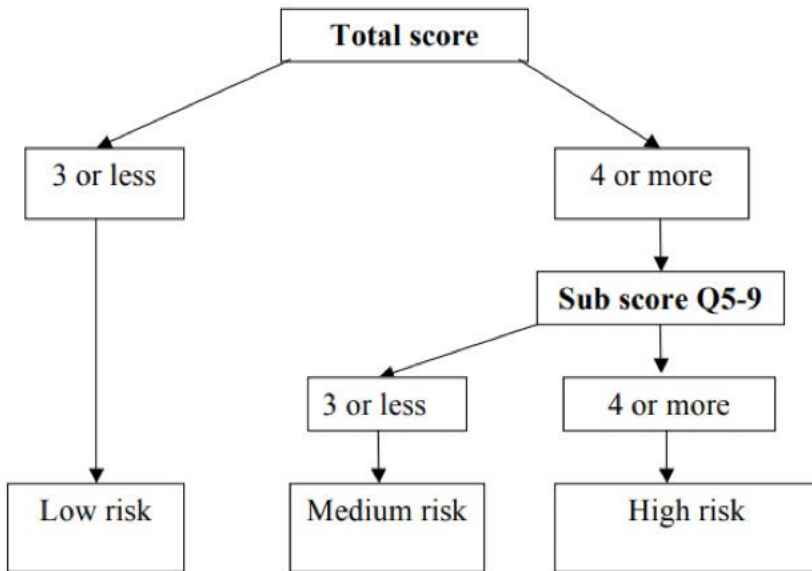 Total score
3 or less
4 or more
Sub score Q5-9
3 or less
4 or more
Low risk
Medium risk
High risk